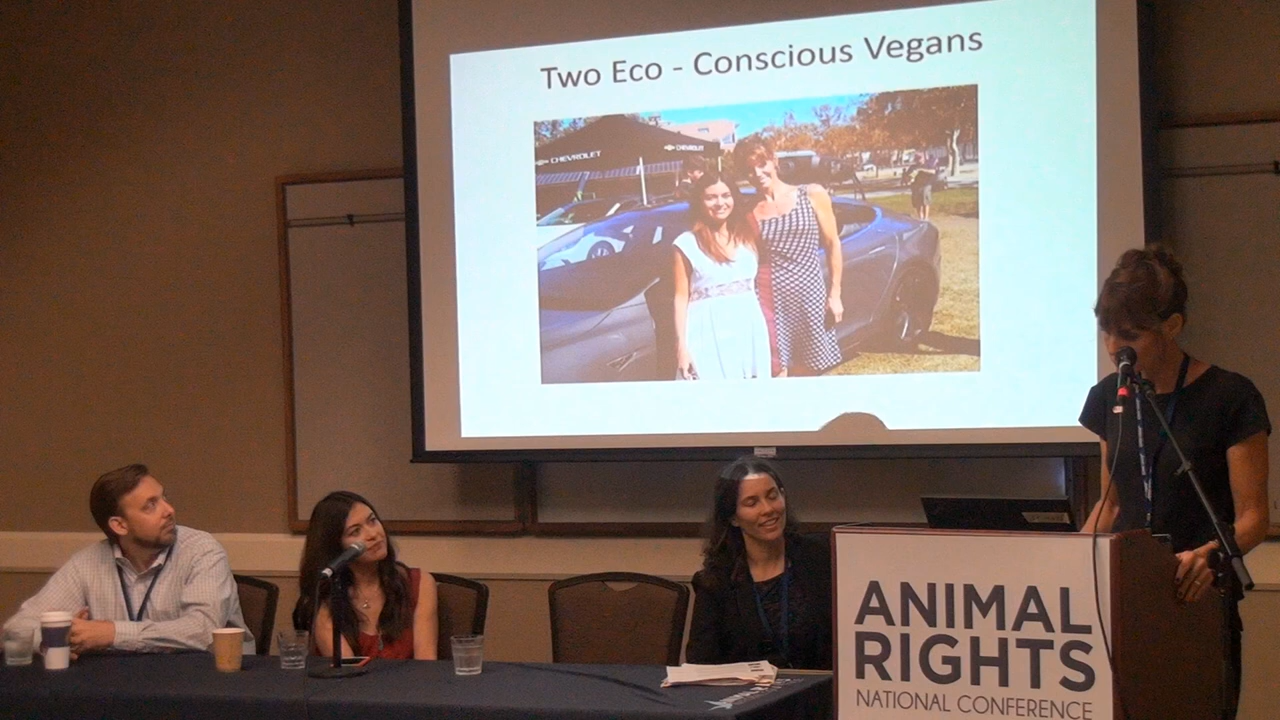 Two Eco - Conscious Vegans
CHEVROLET
CHEVROLET
ANIMAL
RIGHTS
NATIONAL CONFERENCE